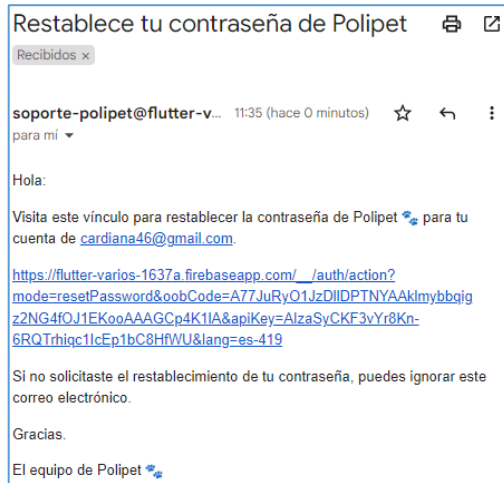 Restablece tu contraseña de Polipet
Recibidos ×
soporte-polipet@flutter-v... 11:35 (hace 0 minutos)
para mí
Hola:
Visita este vínculo para restablecer la contraseña de Polipet 🐾 para tu
cuenta de cardiana46@gmail.com.
https://flutter-varios-1637a.firebaseapp.com/__/auth/action?
mode=resetPassword&oobCode=A77JuRyO1JzDlIDPTNYAAklmybbqig
z2NG4fOJ1EKooAAAGCp4K1IA&apiKey=AIzaSyCKF3vYr8Kn-
6RQTrhiqc1IcEp1bC8HfWU&lang=es-419
Si no solicitaste el restablecimiento de tu contraseña, puedes ignorar este
correo electrónico.
Gracias.
El equipo de Polipet 🐾